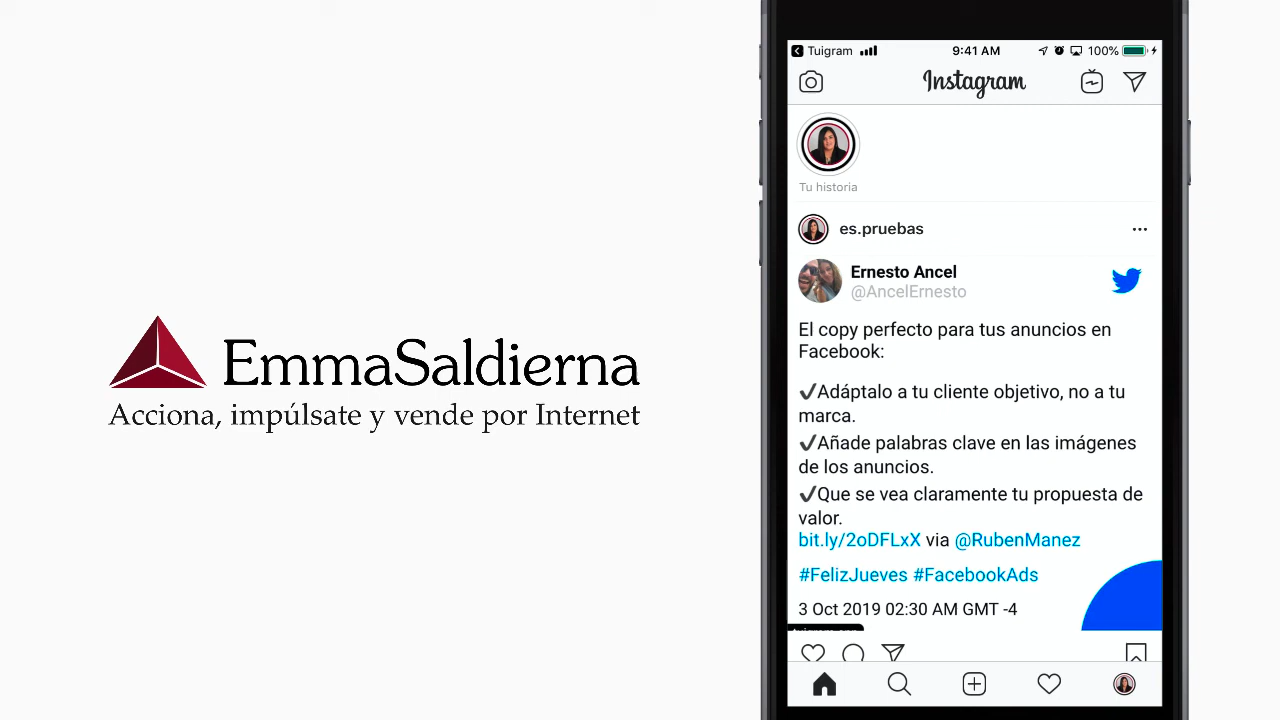 EmmaSaldierna
Acciona, impúlsate y vende por Internet
Tuigram
9:41 AM
100%
Instagram
Tu historia
es.pruebas
Ernesto Ancel
@AncelErnesto
El copy perfecto para tus anuncios en
Facebook:
✔Adáptalo a tu cliente objetivo, no a tu
marca.
✔Añade palabras clave en las imágenes
de los anuncios.
✔Que se vea claramente tu propuesta de
valor.
bit.ly/2oDFLxX via @RubenManez
#FelizJueves #FacebookAds
3 Oct 2019 02:30 AM GMT -4